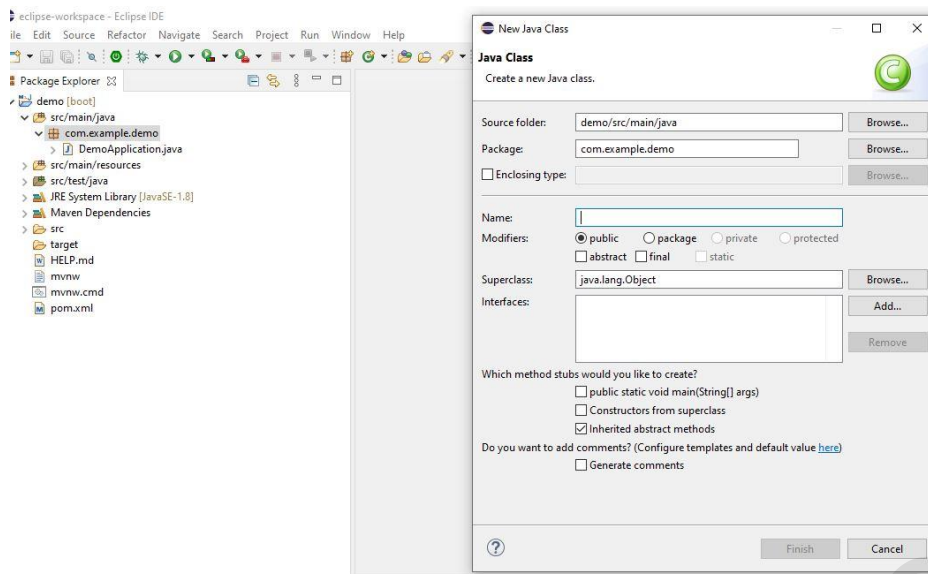 eclipse-workspace - Eclipse IDE
ile Edit Source Refactor Navigate Search Project Run Window Help
Package Explorer
demo [boot]
src/main/java
com.example.demo
DemoApplication.java
src/main/resources
src/test/java
JRE System Library [JavaSE-1.8]
Maven Dependencies
src
target
HELP.md
mvnw
mvnw.cmd
pom.xml
New Java Class
Java Class
Create a new Java class.
Source folder: demo/src/main/java Browse...
Package: com.example.demo Browse...
Enclosing type: Browse...
Name:
Modifiers: public package private protected
abstract final static
Superclass: java.lang.Object Browse...
Interfaces: Add...
Remove
Which method stubs would you like to create?
public static void main(String[] args)
Constructors from superclass
Inherited abstract methods
Do you want to add comments? (Configure templates and default value here)
Generate comments
Finish Cancel